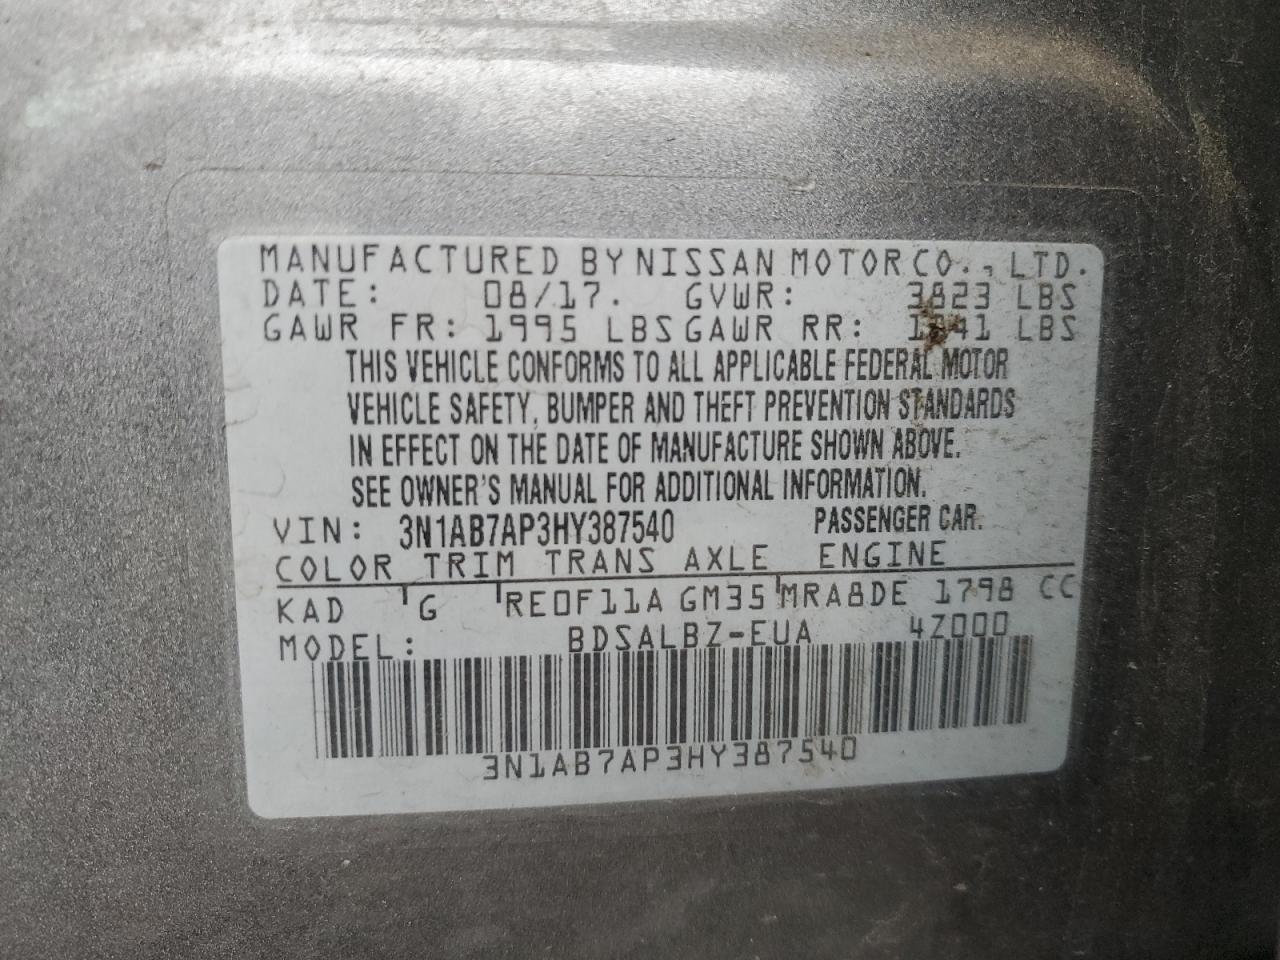 MANUFACTURED BY NISSAN MOTOR CO., LTD.
DATE: 08/17. GVWR: 3823 LBS
GAWR FR: 1995 LBS GAWR RR: LBS
THIS VEHICLE CONFORMS TO ALL APPLICABLE FEDERAL MOTOR
VEHICLE SAFETY, BUMPER AND THEFT PREVENTION STANDARDS
IN EFFECT ON THE DATE OF MANUFACTURE SHOWN ABOVE.
SEE OWNER'S MANUAL FOR ADDITIONAL INFORMATION.
VIN: 3N1AB7AP3HY387540 PASSENGER CAR.
COLOR TRIM TRANS AXLE ENGINE
KAD G RE0F11A GM35 MRA8DE 1798 CC
MODEL: BDSALBZ-EUA 4Z000
3N1AB7AP3HY387540